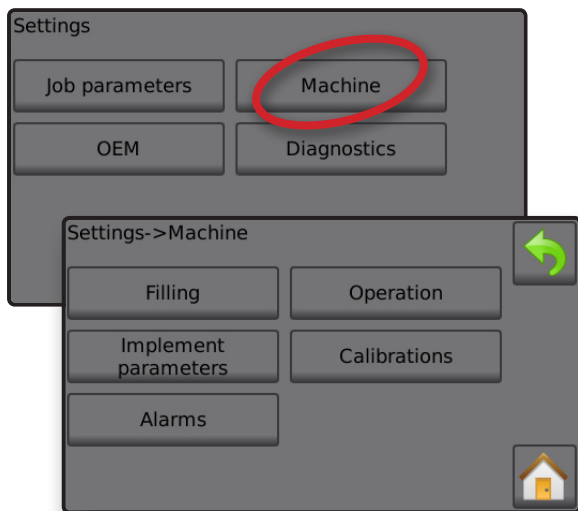 Settings
Job parameters
Machine
OEM
Diagnostics
Settings->Machine
Filling
Operation
Implement
parameters
Calibrations
Alarms